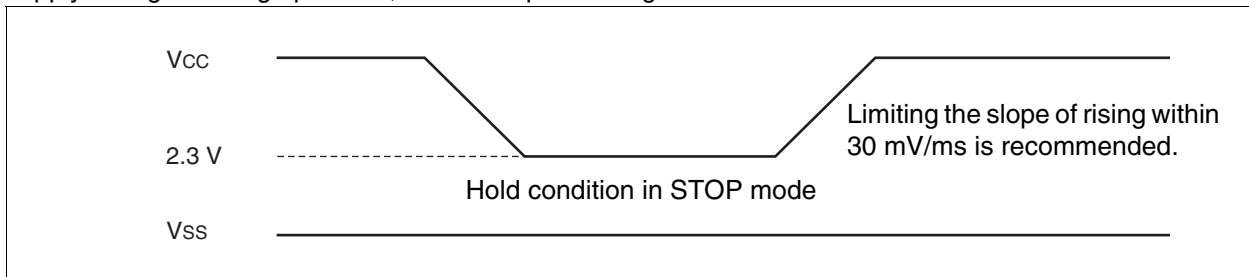 Vcc
Limiting the slope of rising within
30 mV/ms is recommended.
2.3 V
Hold condition in STOP mode
Vss